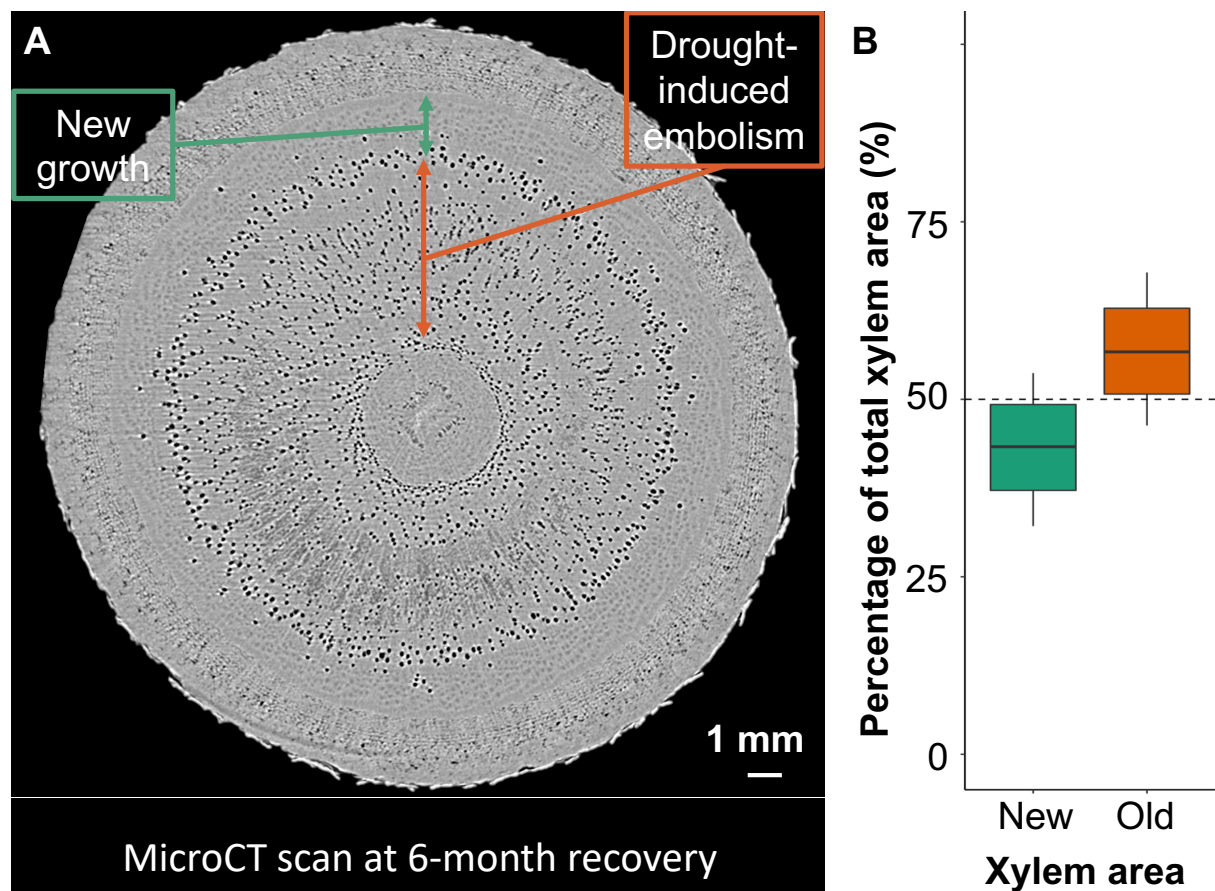 A
New
growth
Drought-
induced
embolism
1 mm
MicroCT scan at 6-month recovery
B
Percentage of total xylem area (%)
75
50
25
0
New Old
Xylem area